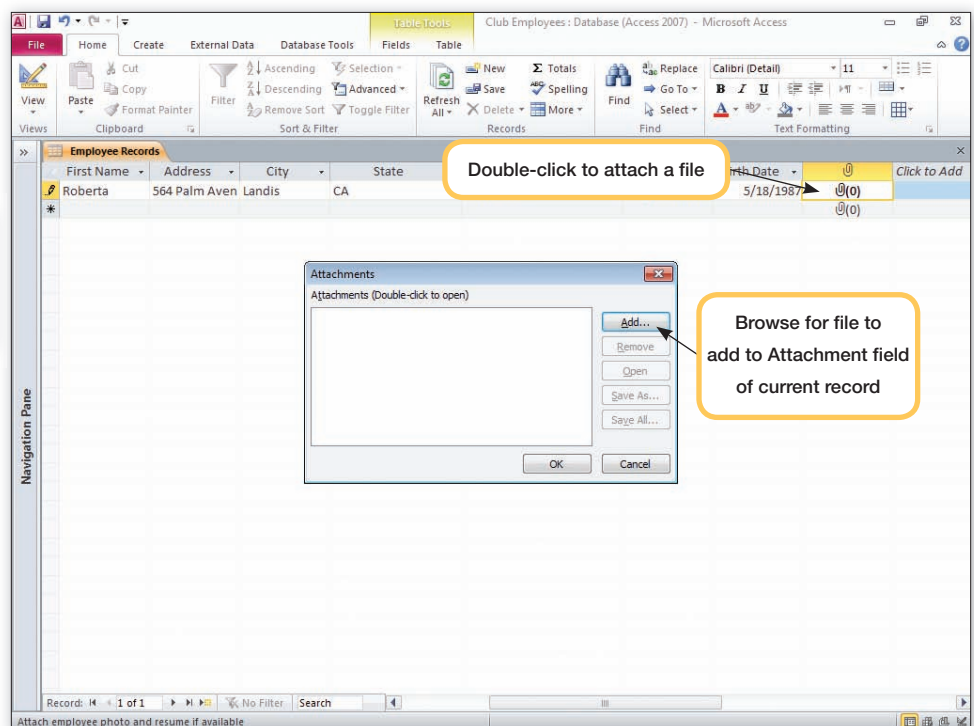 A
Table Tools
Club Employees : Database (Access 2007) - Microsoft Access
File Home Create External Data Database Tools Fields Table
View
Views
Paste
Cut
Copy
Format Painter
Clipboard
Filter
Ascending
Descending
Remove Sort
Selection
Advanced
Toggle Filter
Sort & Filter
Refresh
All
New
Save
Delete
Totals
Spelling
More
Records
Find
Replace
Go To
Select
Find
Calibri (Detail) 11
B I U
A ab
Text Formatting
Employee Records
First Name Address City State rth Date Click to Add
Roberta 564 Palm Aven Landis CA 5/18/1987 (0)
(0)
Double-click to attach a file
Attachments
Attachments (Double-click to open)
Add...
Remove
Open
Save As...
Save All...
OK Cancel
Browse for file to
add to Attachment field
of current record
Navigation Pane
Record: 1 of 1 No Filter Search
Attach employee photo and resume if available